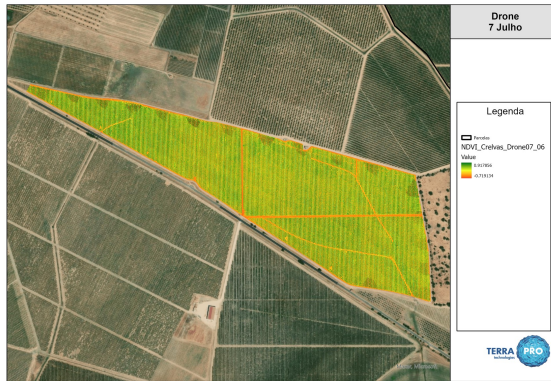 Drone
7 Julho
Legenda
Parcelas
NDVI_Crelvas_Drone07_06
Value
0.917856
-0.719134
TERRA PRO
technologies